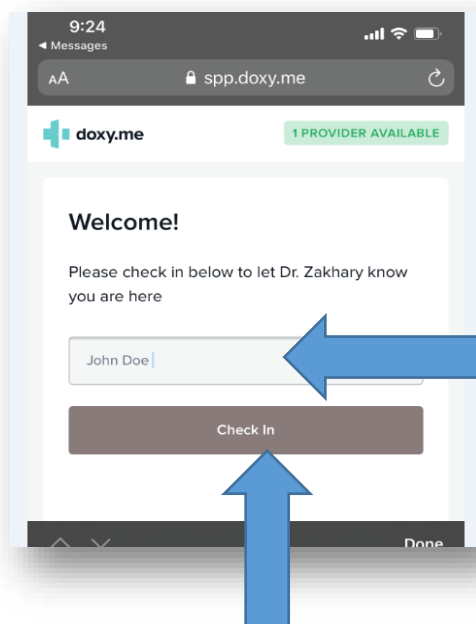 9:24
◄ Messages
AA
spp.doxy.me
doxy.me
1 PROVIDER AVAILABLE
Welcome!
Please check in below to let Dr. Zakhary know
you are here
John Doe
Check In
Done